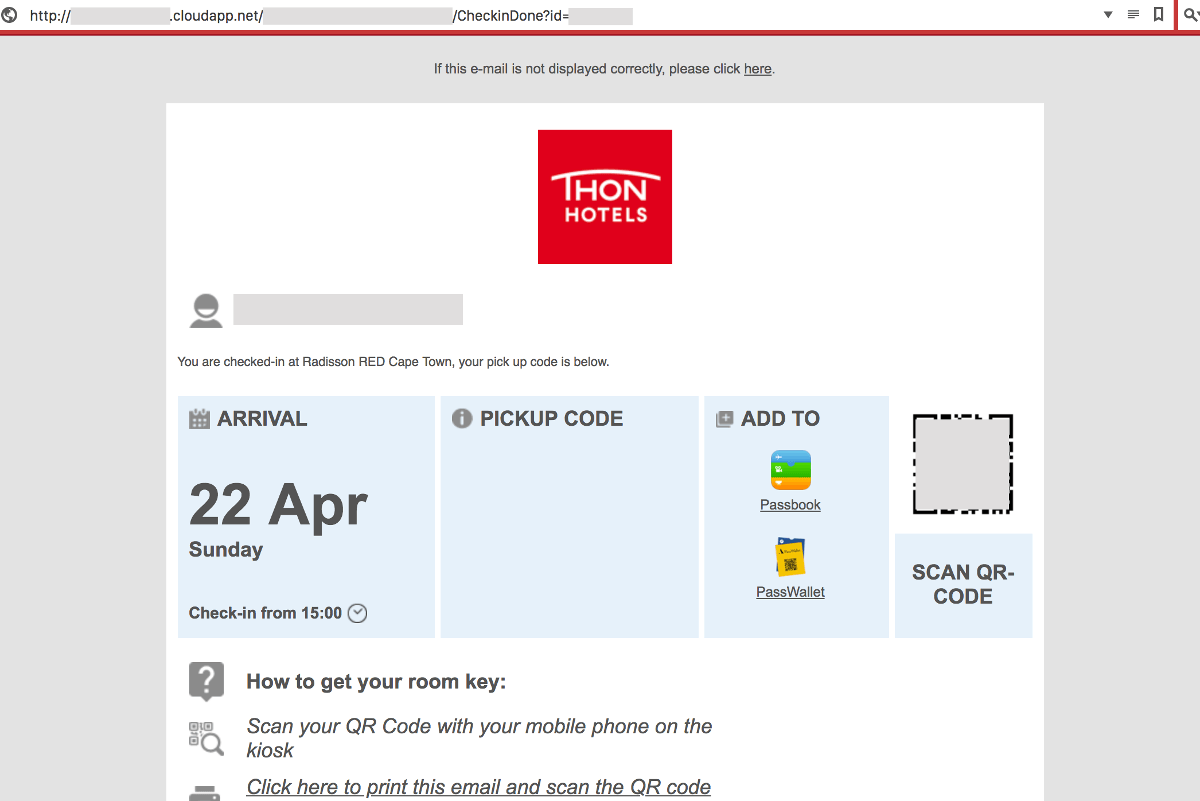 http://
.cloudapp.net/
/CheckinDone?id=
If this e-mail is not displayed correctly, please click here.
THON
HOTELS
You are checked-in at Radisson RED Cape Town, your pick up code is below.
ARRIVAL
22 Apr
Sunday
Check-in from 15:00
PICKUP CODE
ADD TO
Passbook
PassWallet
SCAN QR-
CODE
How to get your room key:
Scan your QR Code with your mobile phone on the
kiosk
Click here to print this email and scan the QR code